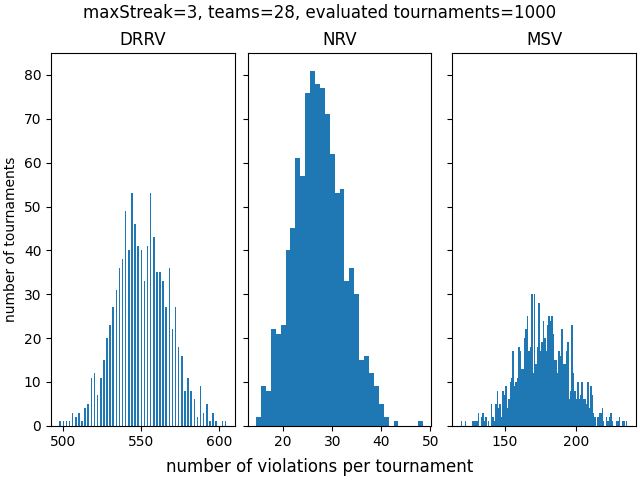 maxStreak=3, teams=28, evaluated tournaments=1000
DRRV NRV MSV
number of tournaments
80
70
60
50
40
30
20
10
0
500 550 600 20 30 40 50 150 200
number of violations per tournament